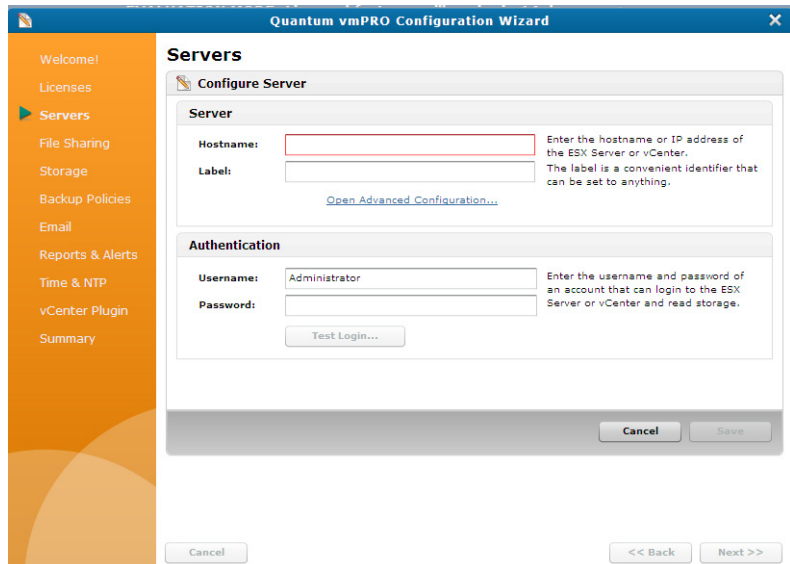 Quantum vmPRO Configuration Wizard
Welcome!
Licenses
Servers
File Sharing
Storage
Backup Policies
Email
Reports & Alerts
Time & NTP
vCenter Plugin
Summary
Servers
Configure Server
Server
Hostname:
Enter the hostname or IP address of
the ESX Server or vCenter.
Label:
The label is a convenient identifier that
can be set to anything.
Open Advanced Configuration...
Authentication
Username:
Administrator
Enter the username and password of
an account that can login to the ESX
Server or vCenter and read storage.
Password:
Test Login...
Cancel
Save
Cancel
<< Back
Next >>